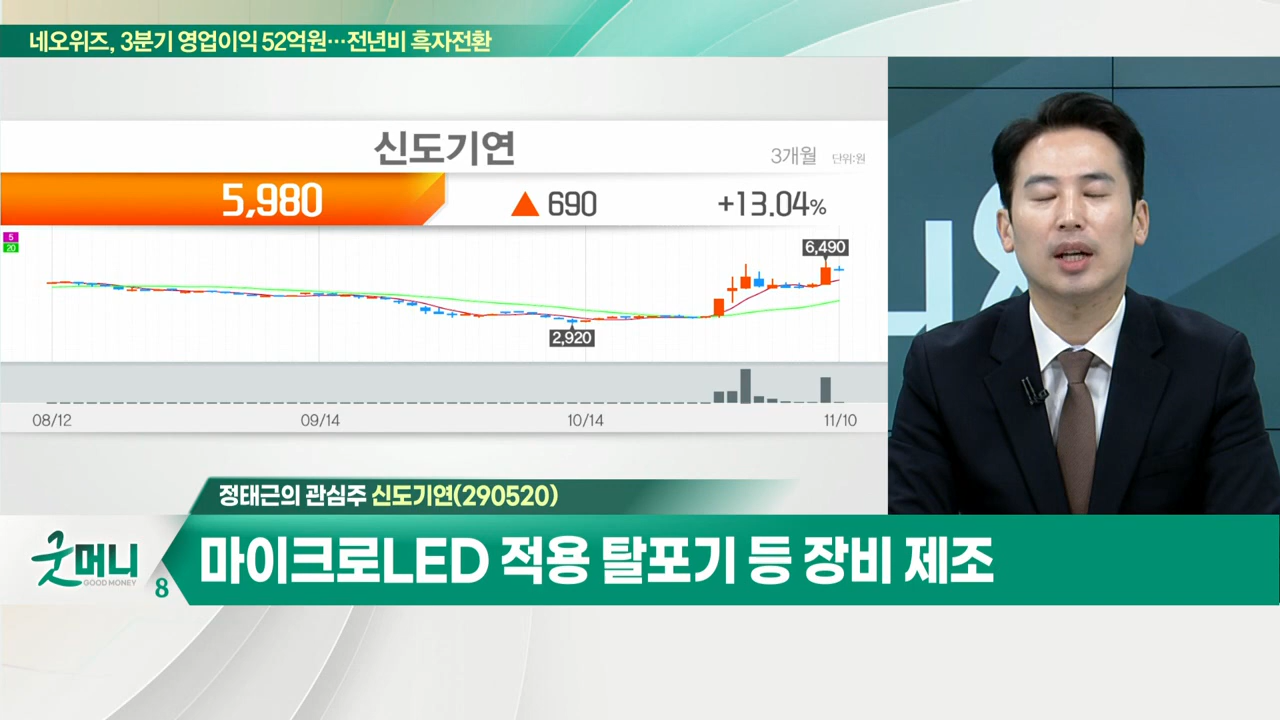 네오위즈, 3분기 영업이익 52억원…전년비 흑자전환
신도기연
3개월 단위:원
5,980 ▲ 690 +13.04%
5
20
6,490
2,920
08/12 09/14 10/14 11/10
정태근의 관심주 신도기연(290520)
굿머니
GOOD MONEY
8
마이크로LED 적용 탈포기 등 장비 제조